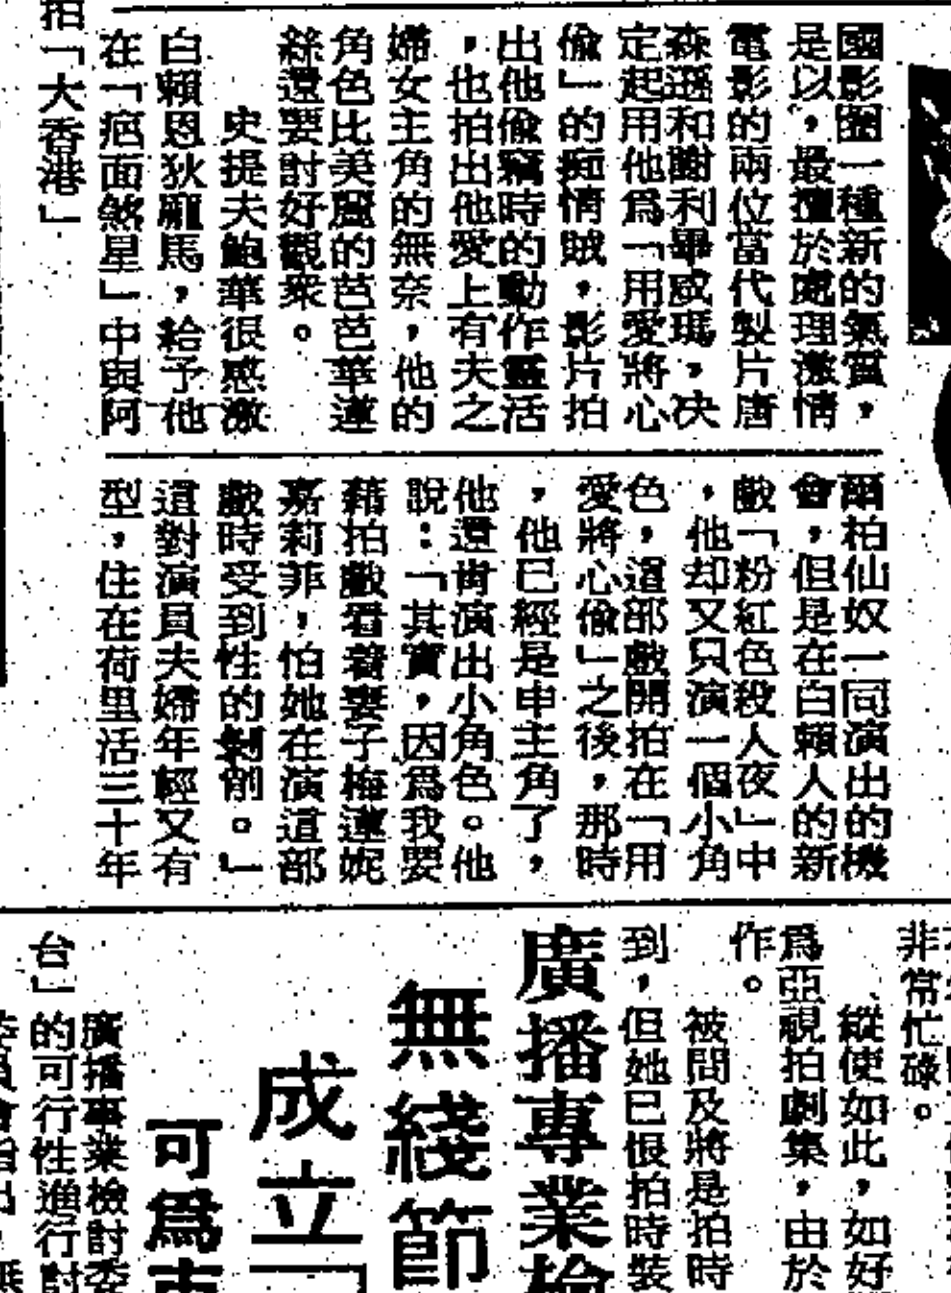 國影圈一種新的氣質，
是以，最擅於處理激情
電影的兩位當代製片唐
森遜和謝利畢威瑪，决
定起用他爲「用愛將心
偷」的痴情賊，影片拍
出他偷竊時的動作靈活
，也拍出他愛上有夫之
婦女主角的無奈，他的
角色比美麗的芭芭華蓮
絲還要討好觀衆。
史提夫鮑華很感激
白賴恩狄龎馬，給予他
在「疤面煞星」中與阿
爾柏仙奴一同演出的機
會，但是在白賴人的新
戲「粉紅色殺人夜」中
，他却又只演一個小角
色，這部戲開拍在「用
愛將心偷」之後，那時
，他已經是申主角了，
他還肯演出小角色。他
說：「其實，因爲我要
藉拍戲看着妻子梅蓮妮
嘉莉菲，怕她在演這部
戲時受到性的剝削。」
這對演員夫婦年輕又有
型，住在荷里活三十年
拍「大香港」
非常忙碌。
縱使如此，如好
爲亞視拍劇集，由於
作。
被問及將是拍時
到，但她已恨拍時裝
廣播專業檢
無綫節
成立「
可爲
廣播事業檢討委
台」的可行性進行討